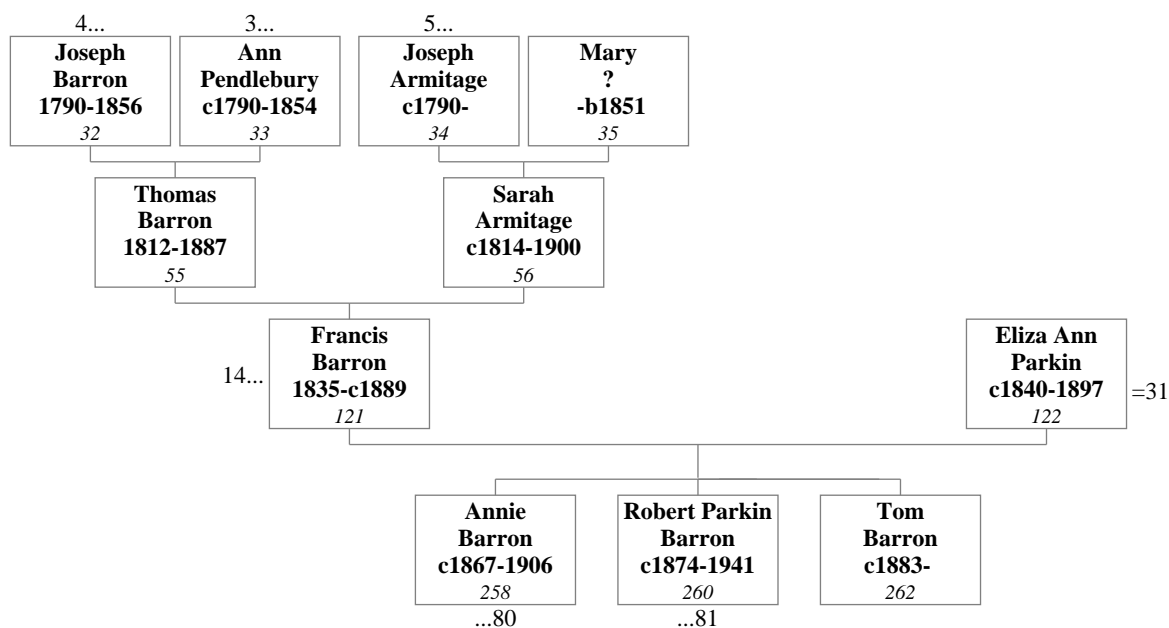 4...
3...
5...
Joseph
Barron
1790-1856
32
Ann
Pendlebury
c1790-1854
33
Joseph
Armitage
c1790-
34
Mary
?
-b1851
35
Thomas
Barron
1812-1887
55
Sarah
Armitage
c1814-1900
56
14...
Francis
Barron
1835-c1889
121
Eliza Ann
Parkin
c1840-1897
122
=31
Annie
Barron
c1867-1906
258
...80
Robert Parkin
Barron
c1874-1941
260
...81
Tom
Barron
c1883-
262